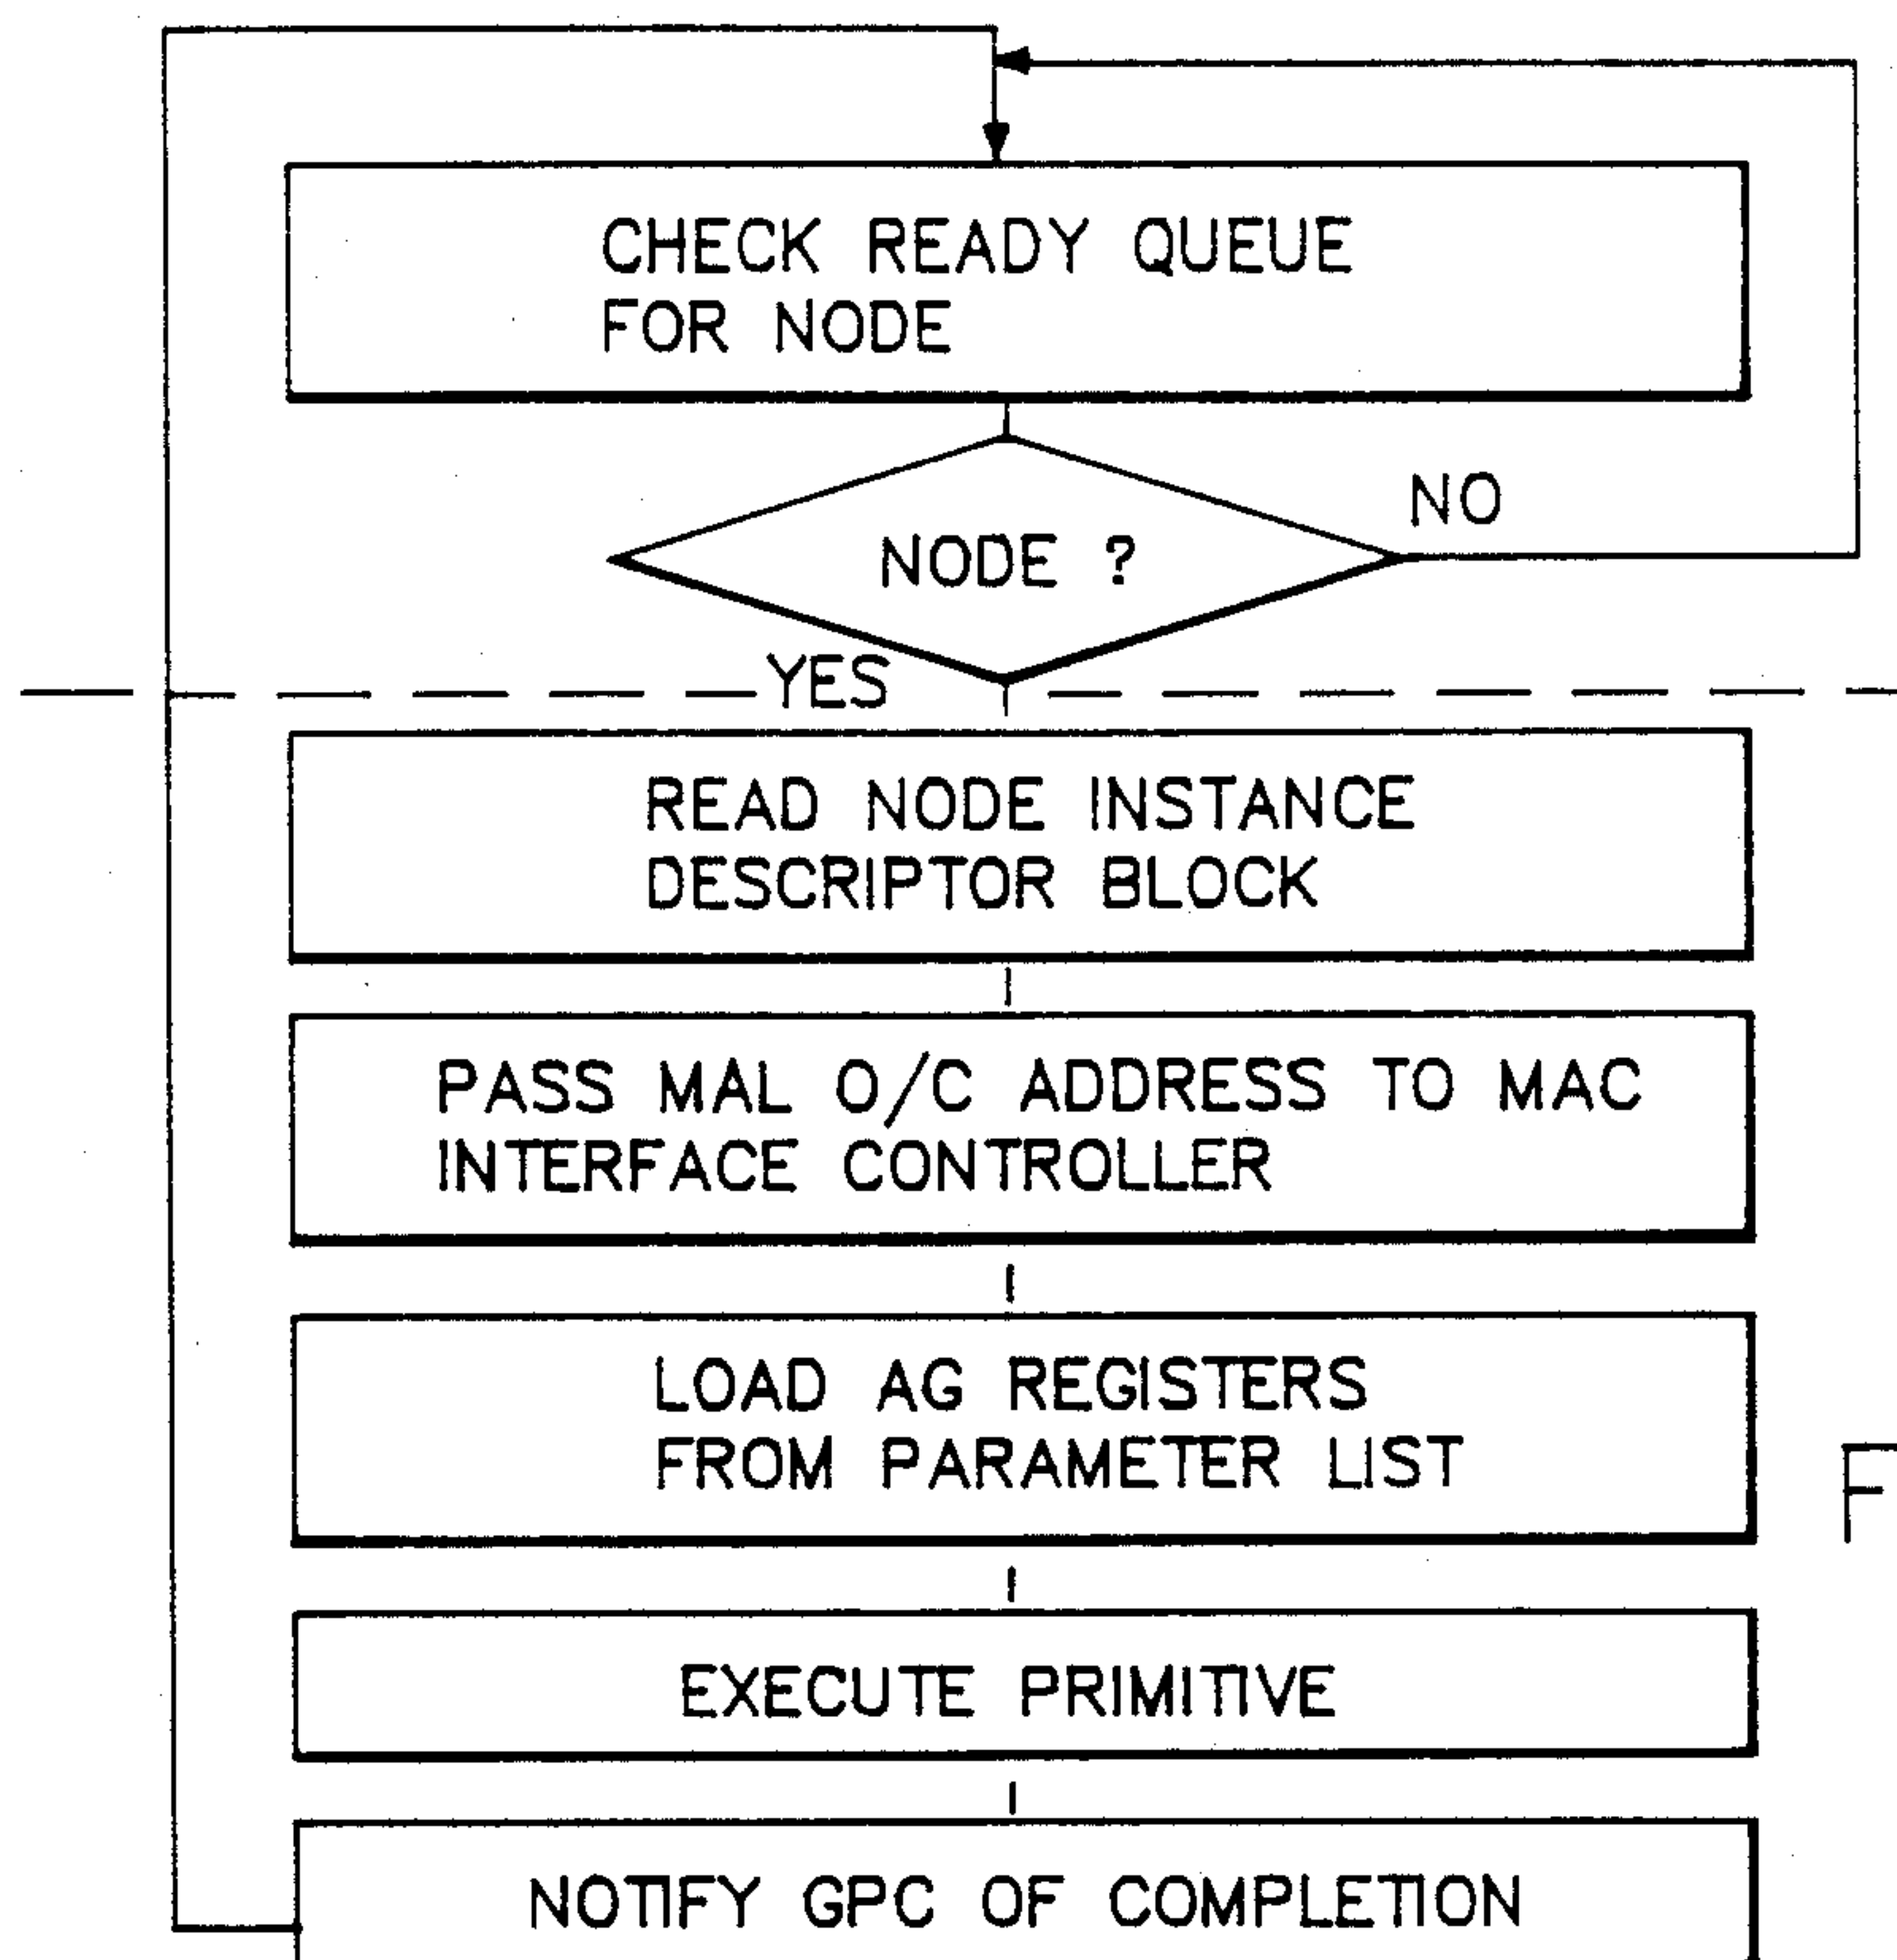 CHECK READY QUEUE
FOR NODE
NO
NODE ?
YES
READ NODE INSTANCE
DESCRIPTOR BLOCK
PASS MAL O/C ADDRESS TO MAC
INTERFACE CONTROLLER
LOAD AG REGISTERS
FROM PARAMETER LIST
F
EXECUTE PRIMITIVE
NOTIFY GPC OF COMPLETION